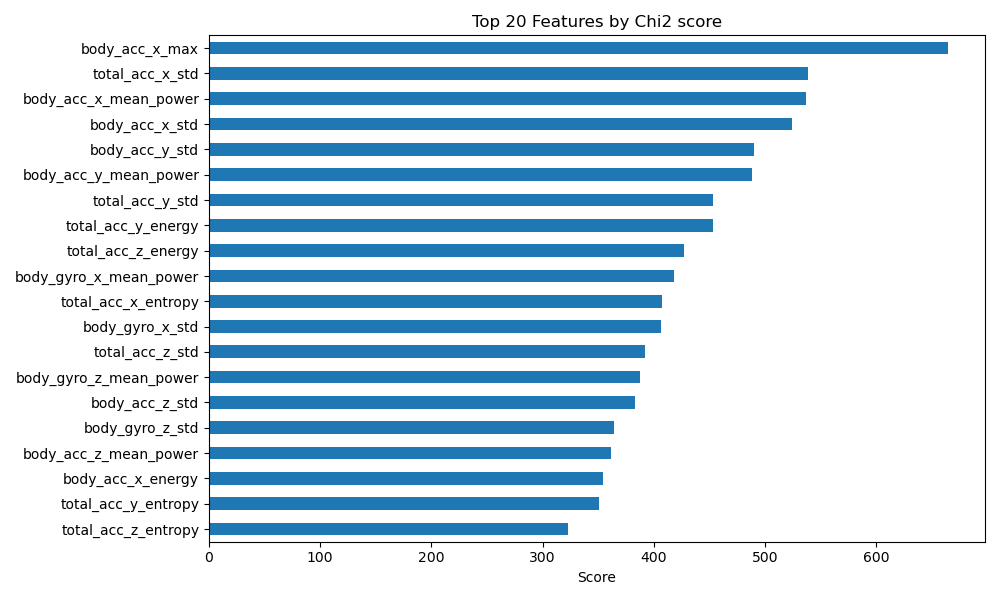 Top 20 Features by Chi2 score
body_acc_x_max
total_acc_x_std
body_acc_x_mean_power
body_acc_x_std
body_acc_y_std
body_acc_y_mean_power
total_acc_y_std
total_acc_y_energy
total_acc_z_energy
body_gyro_x_mean_power
total_acc_x_entropy
body_gyro_x_std
total_acc_z_std
body_gyro_z_mean_power
body_acc_z_std
body_gyro_z_std
body_acc_z_mean_power
body_acc_x_energy
total_acc_y_entropy
total_acc_z_entropy
0 100 200 300 400 500 600
Score